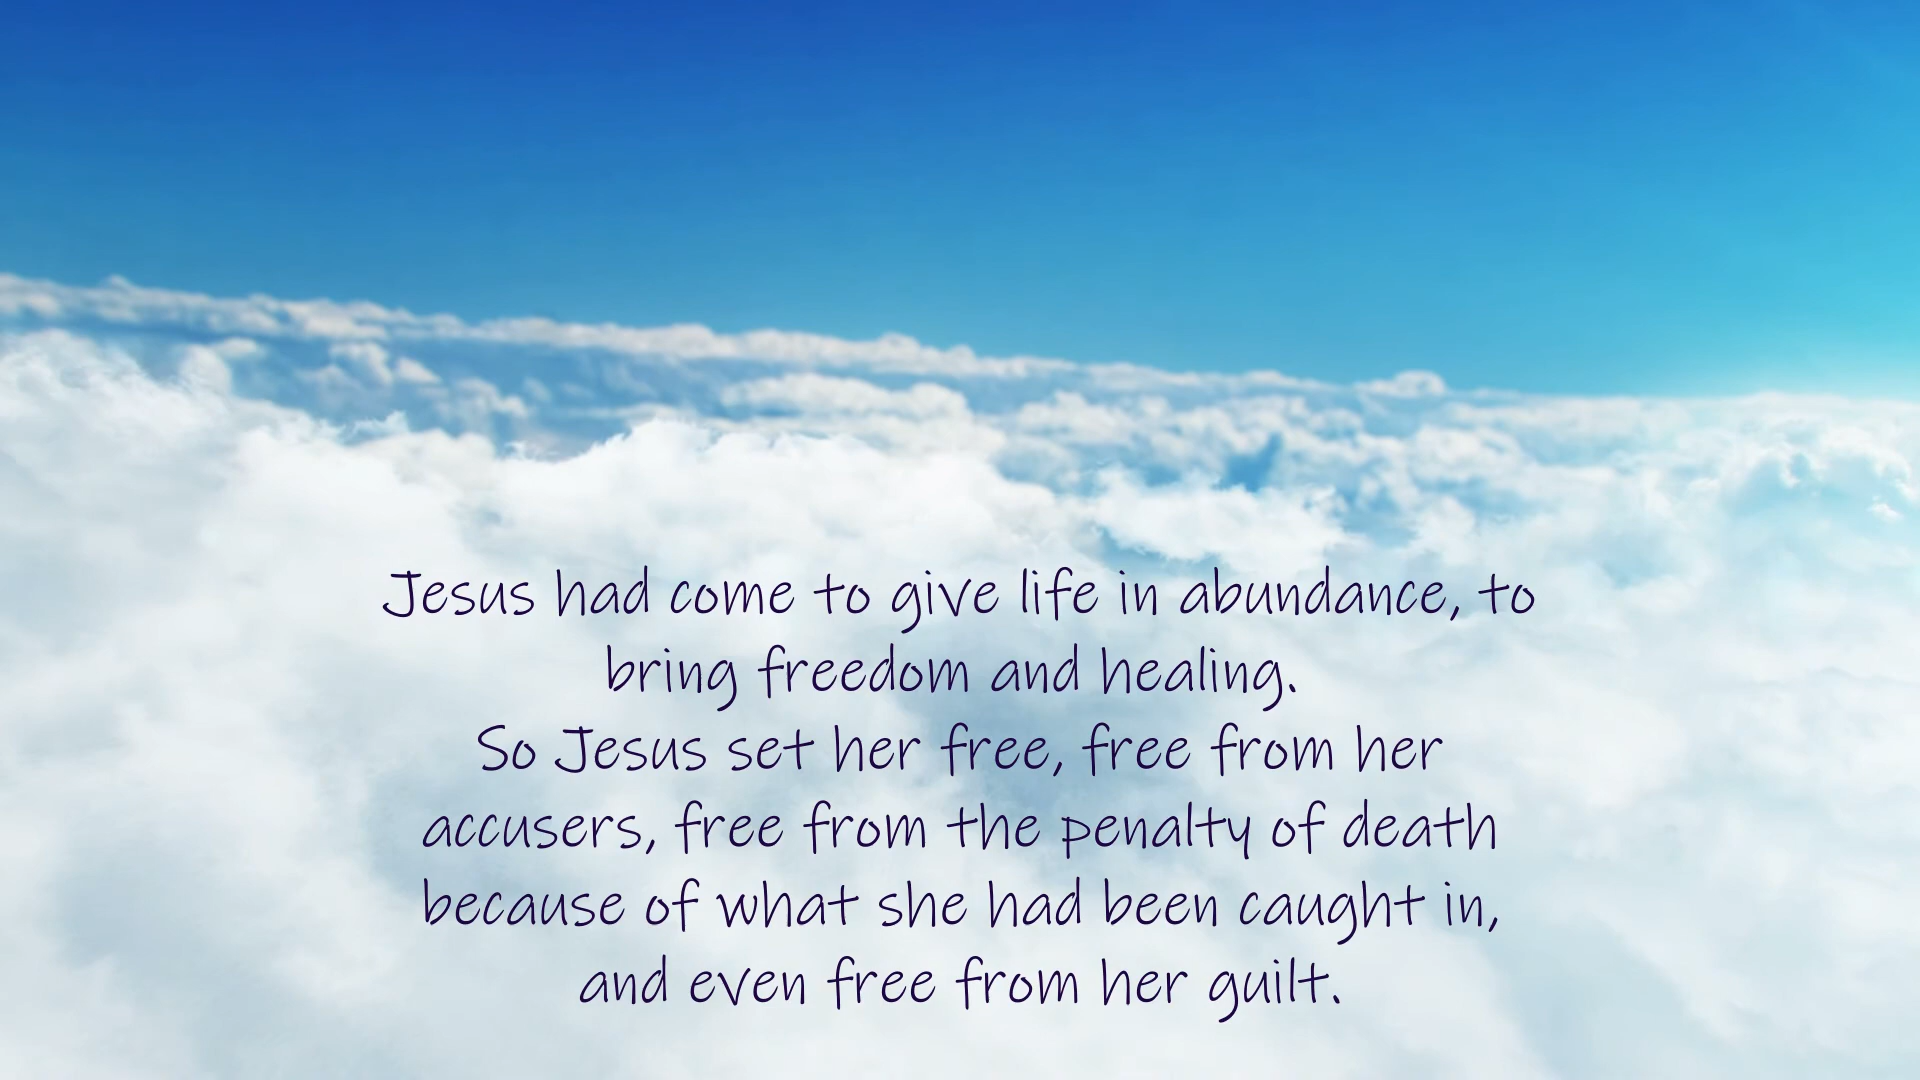 Jesus had come to give life in abundance, to
bring freedom and healing.
So Jesus set her free, free from her
accusers, free from the penalty of death
because of what she had been caught in,
and even free from her guilt.